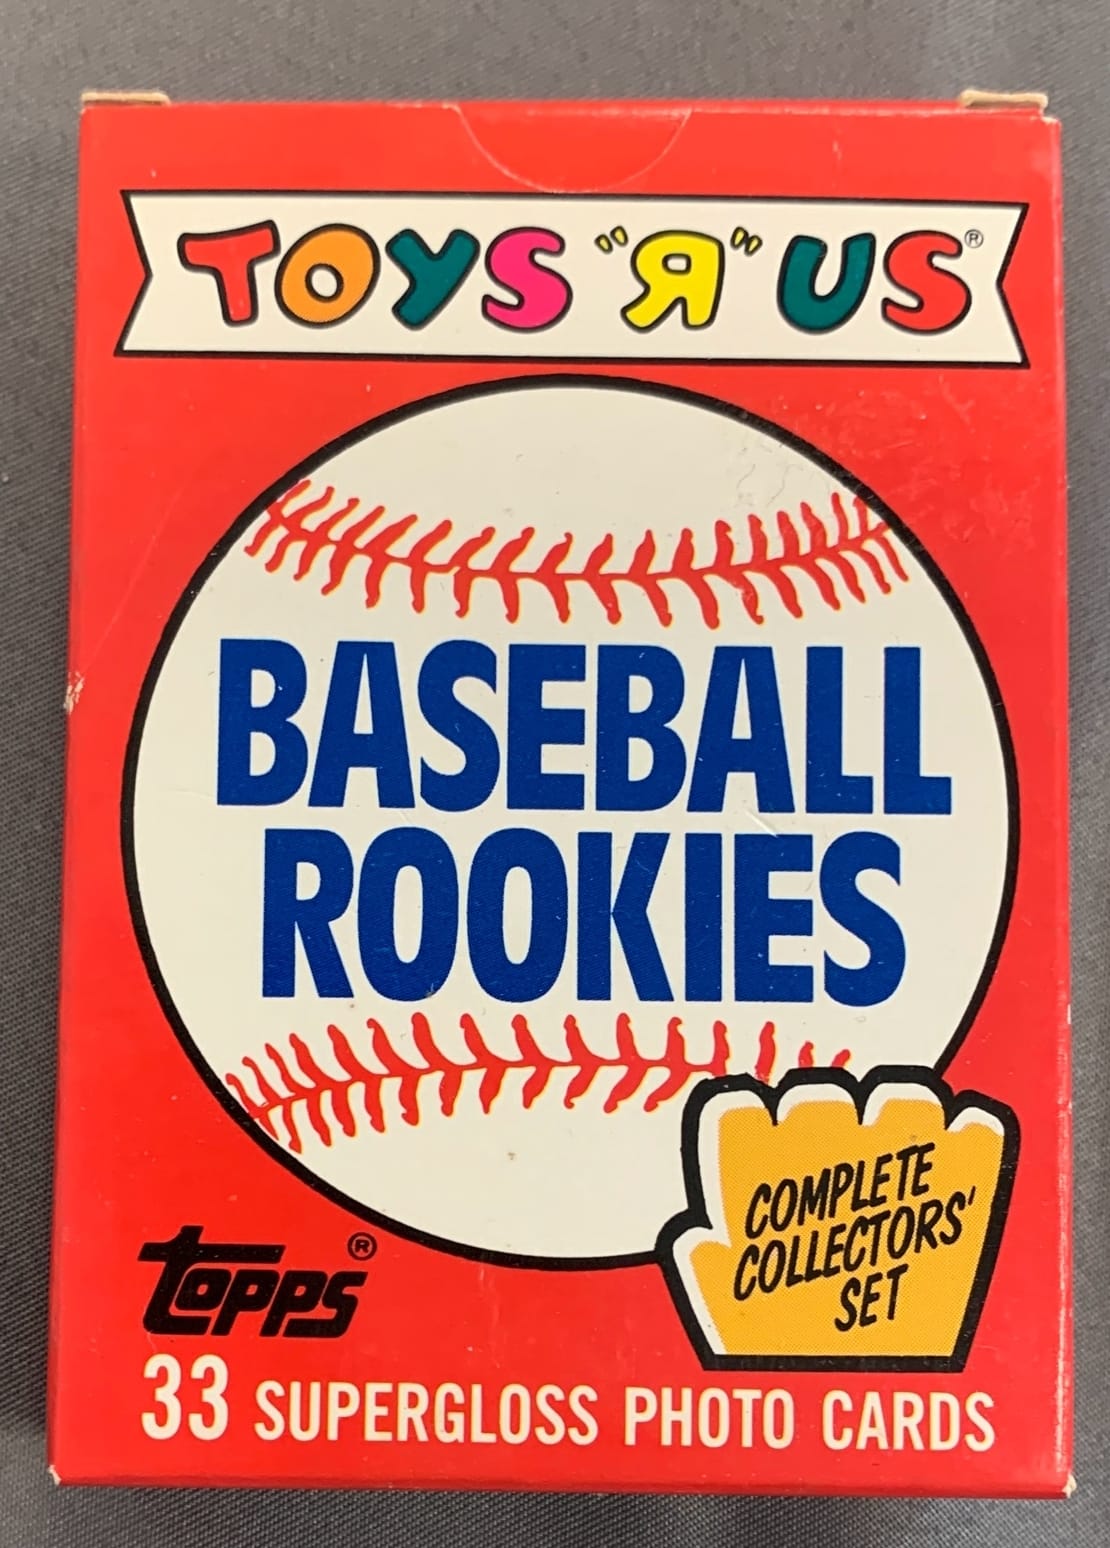 TOYS "R" US®
BASEBALL
ROOKIES
COMPLETE
COLLECTORS'
SET
topps®
33 SUPERGLOSS PHOTO CARDS